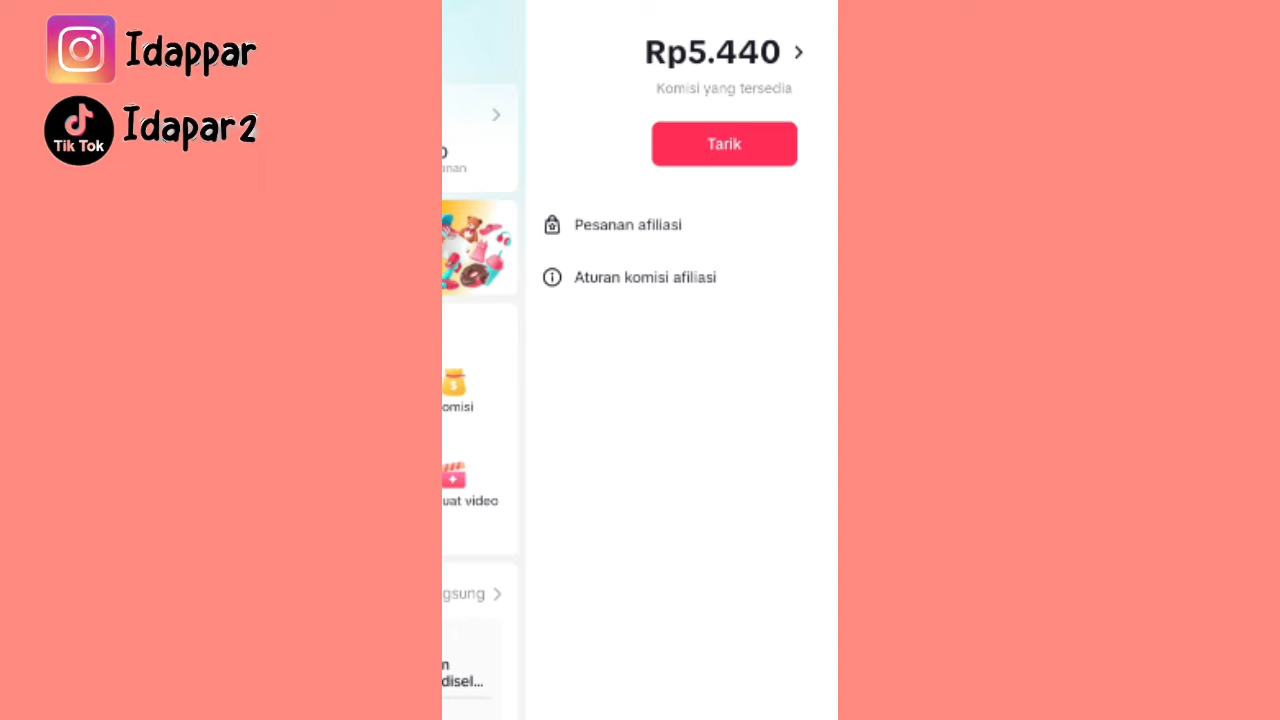 Idappar
Tik Tok
Idapar2
Rp5.440
Komisi yang tersedia
Tarik
Pesanan afiliasi
Aturan komisi afiliasi
anan
omisi
uat video
gsung
disel...